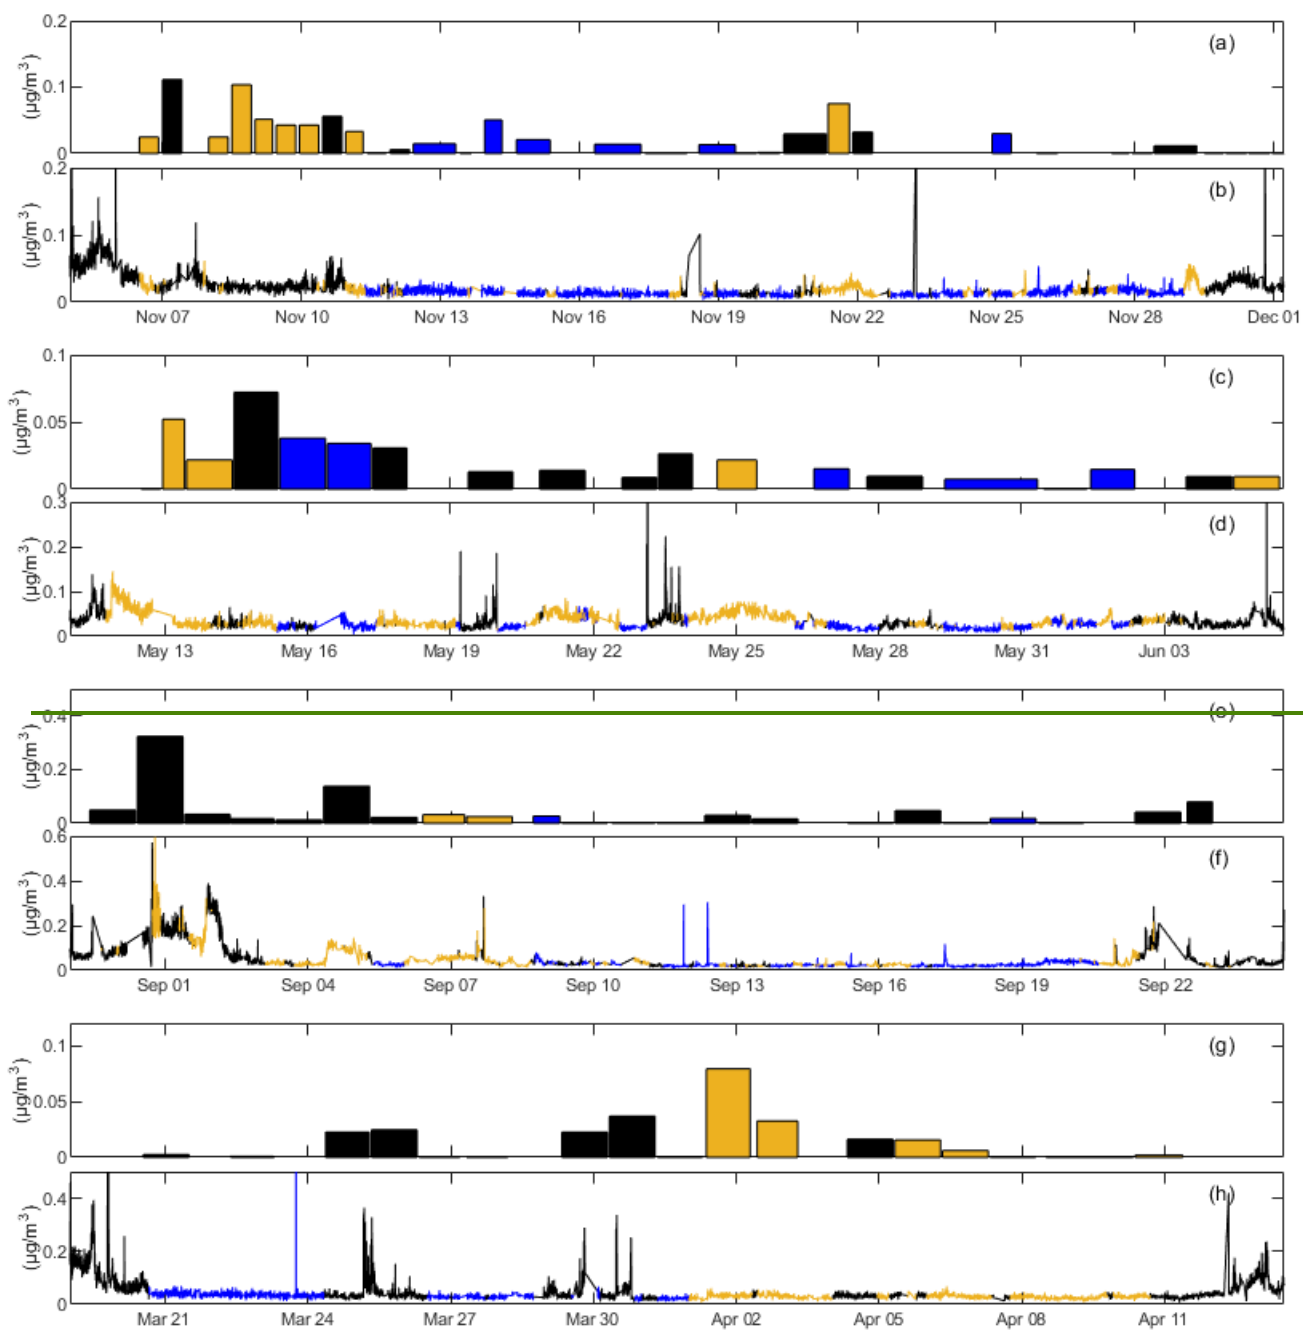 0.2
(a)
0.1
(µg/m³)
0
0.2
(b)
0.1
(µg/m³)
0
Nov 07 Nov 10 Nov 13 Nov 16 Nov 19 Nov 22 Nov 25 Nov 28 Dec 01
0.1
(c)
0.05
(µg/m³)
0
0.3
(d)
0.2
0.1
(µg/m³)
0
May 13 May 16 May 19 May 22 May 25 May 28 May 31 Jun 03
0.4
(e)
0.2
(µg/m³)
0
0.6
(f)
0.4
0.2
(µg/m³)
0
Sep 01 Sep 04 Sep 07 Sep 10 Sep 13 Sep 16 Sep 19 Sep 22
0.1
(g)
0.05
(µg/m³)
0
0.4
(h)
0.2
(µg/m³)
0
Mar 21 Mar 24 Mar 27 Mar 30 Apr 02 Apr 05 Apr 08 Apr 11